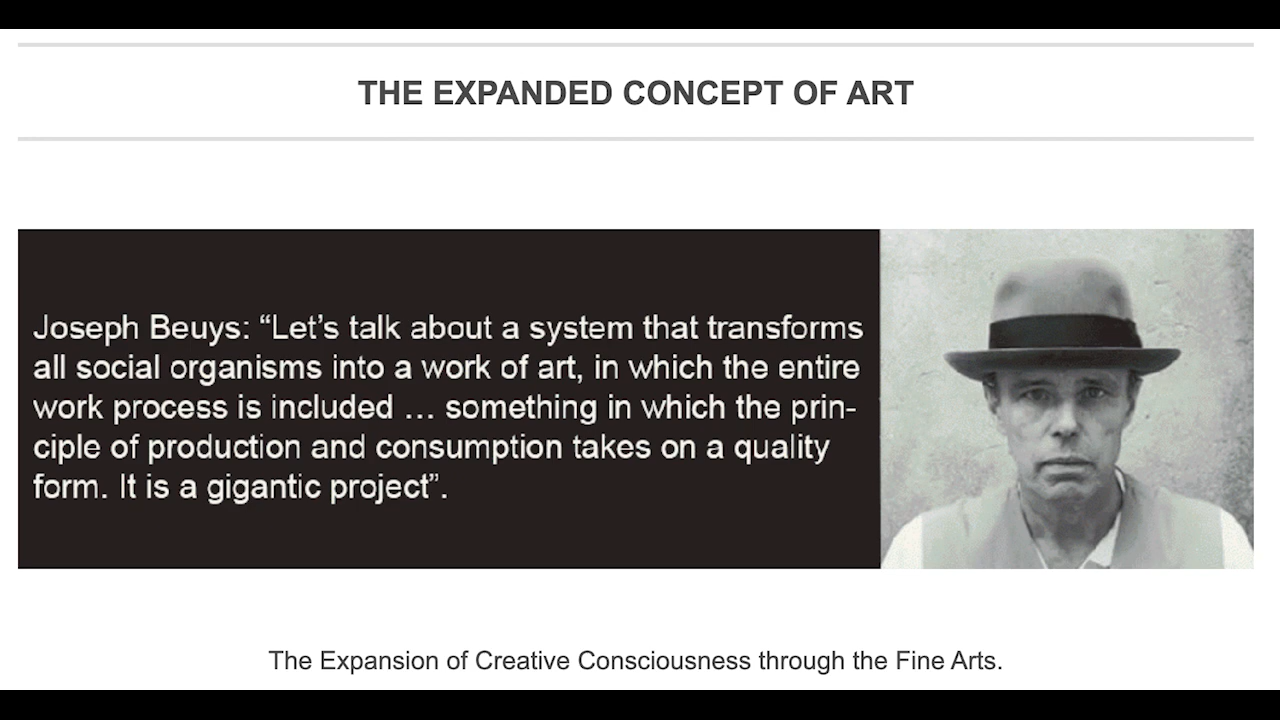 THE EXPANDED CONCEPT OF ART
Joseph Beuys: “Let’s talk about a system that transforms
all social organisms into a work of art, in which the entire
work process is included … something in which the prin-
ciple of production and consumption takes on a quality
form. It is a gigantic project”.
The Expansion of Creative Consciousness through the Fine Arts.